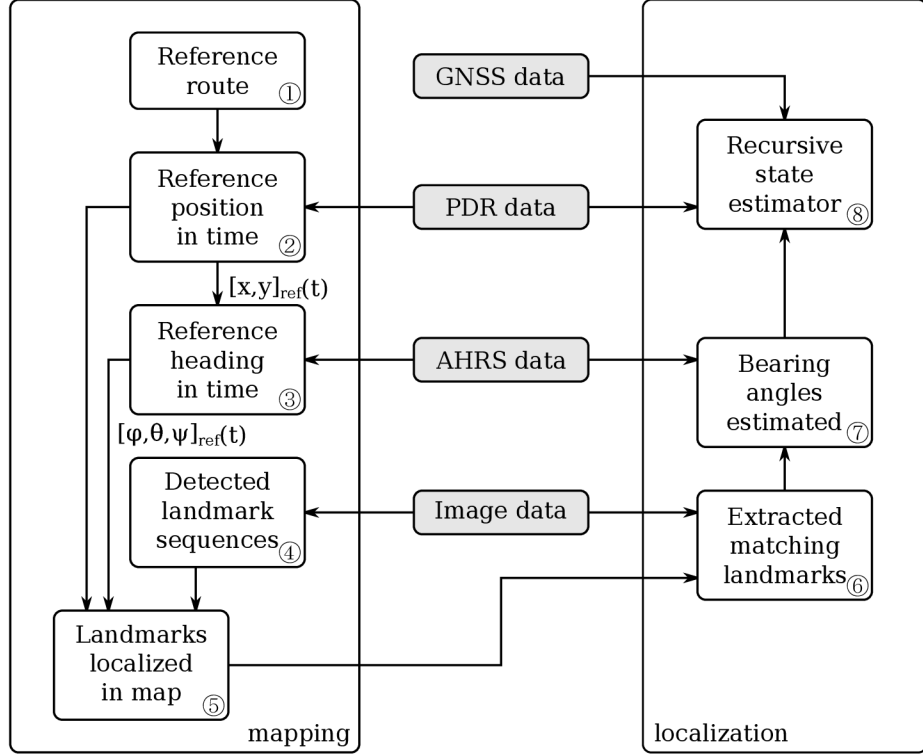 Reference
route
①
Reference
position
in time
②
[x,y]ref(t)
Reference
heading
in time
③
[φ,θ,ψ]ref(t)
Detected
landmark
sequences
④
Landmarks
localized
in map
⑤
mapping
GNSS data
PDR data
AHRS data
Image data
Recursive
state
estimator
⑧
Bearing
angles
estimated
⑦
Extracted
matching
landmarks
⑥
localization